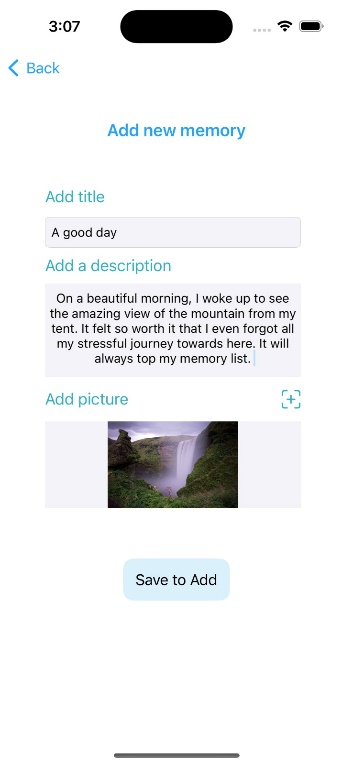 3:07
Back
Add new memory
Add title
A good day
Add a description
On a beautiful morning, I woke up to see
the amazing view of the mountain from my
tent. It felt so worth it that I even forgot all
my stressful journey towards here. It will
always top my memory list.
Add picture
Save to Add